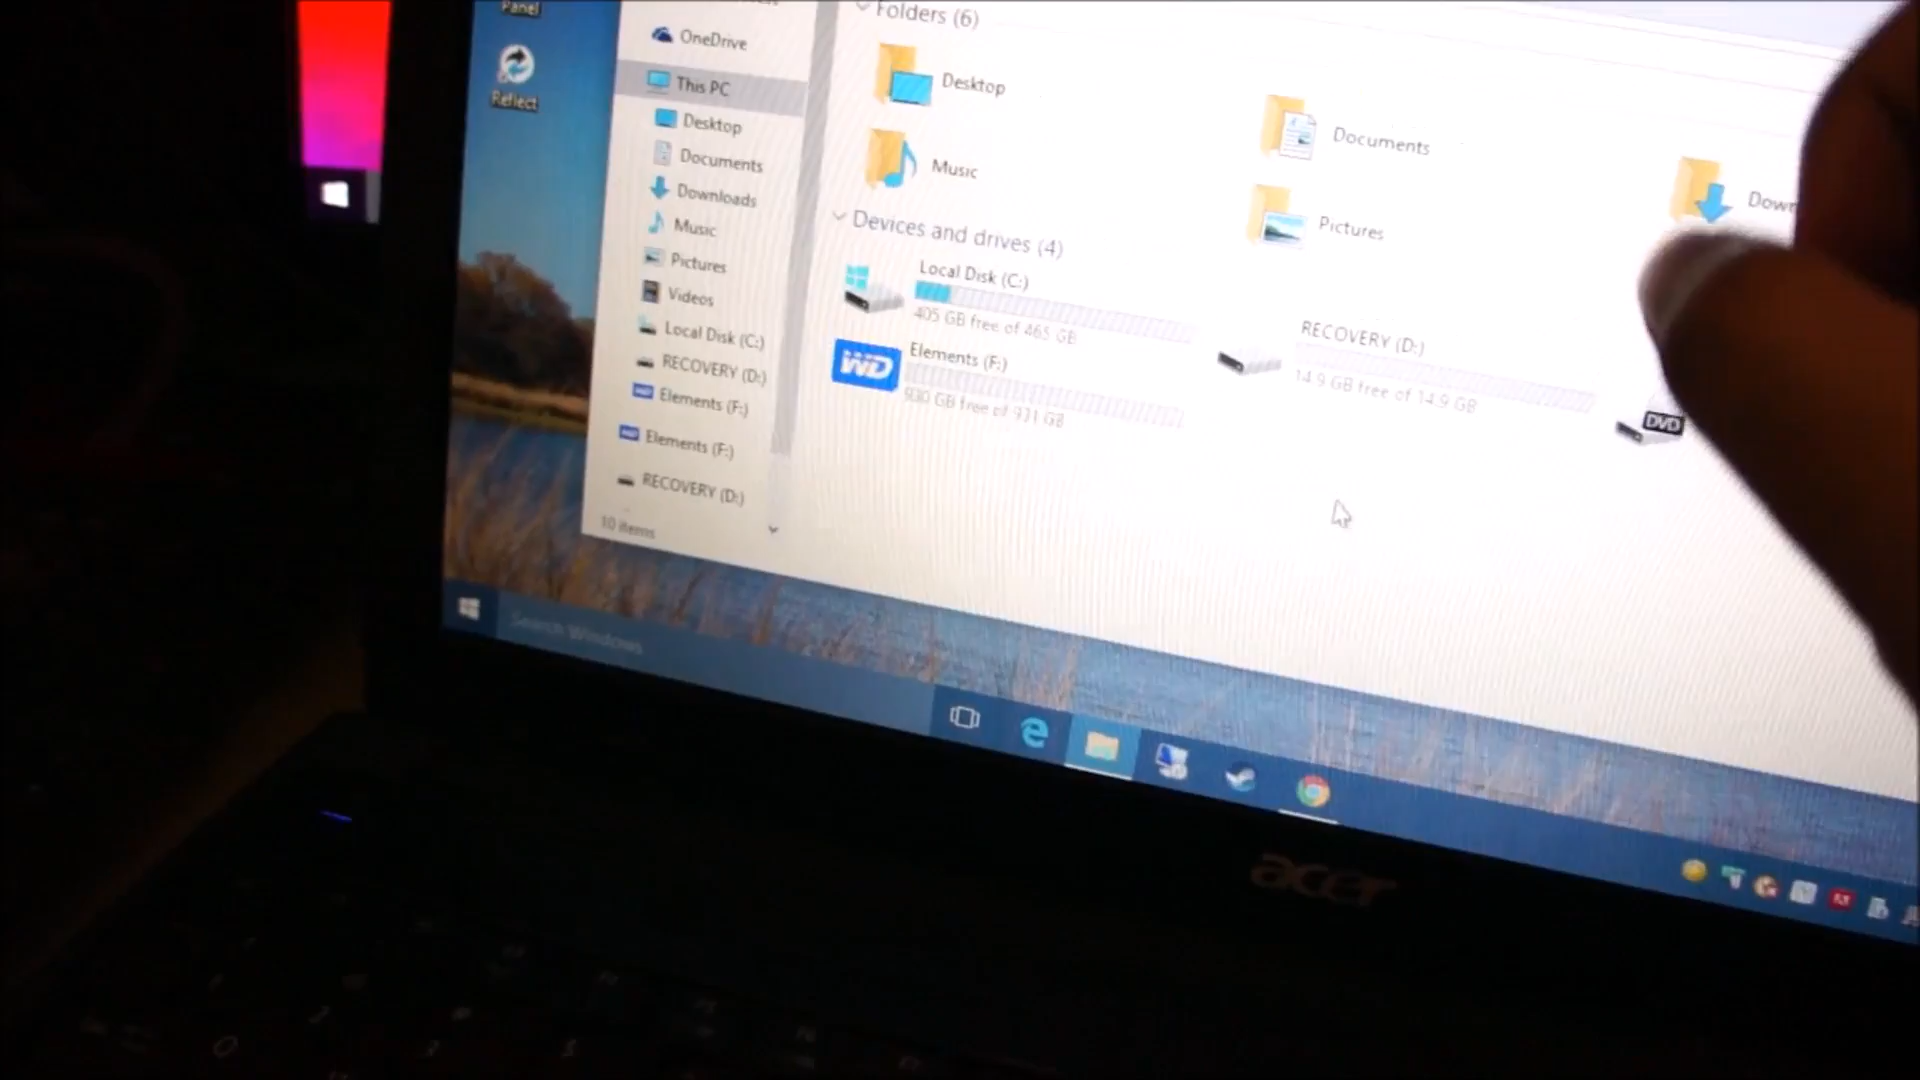 Panel
Reflect
OneDrive
This PC
Desktop
Documents
Downloads
Music
Pictures
Videos
Local Disk (C:)
RECOVERY (D:)
Elements (F:)
Elements (F:)
RECOVERY (D:)
10 items
Folders (6)
Desktop
Documents
Music
Pictures
Devices and drives (4)
Local Disk (C:)
405 GB free of 465 GB
RECOVERY (D:)
14.9 GB free of 14.9 GB
WD
Elements (F:)
930 GB free of 931 GB
DVD
Search Windows
acer